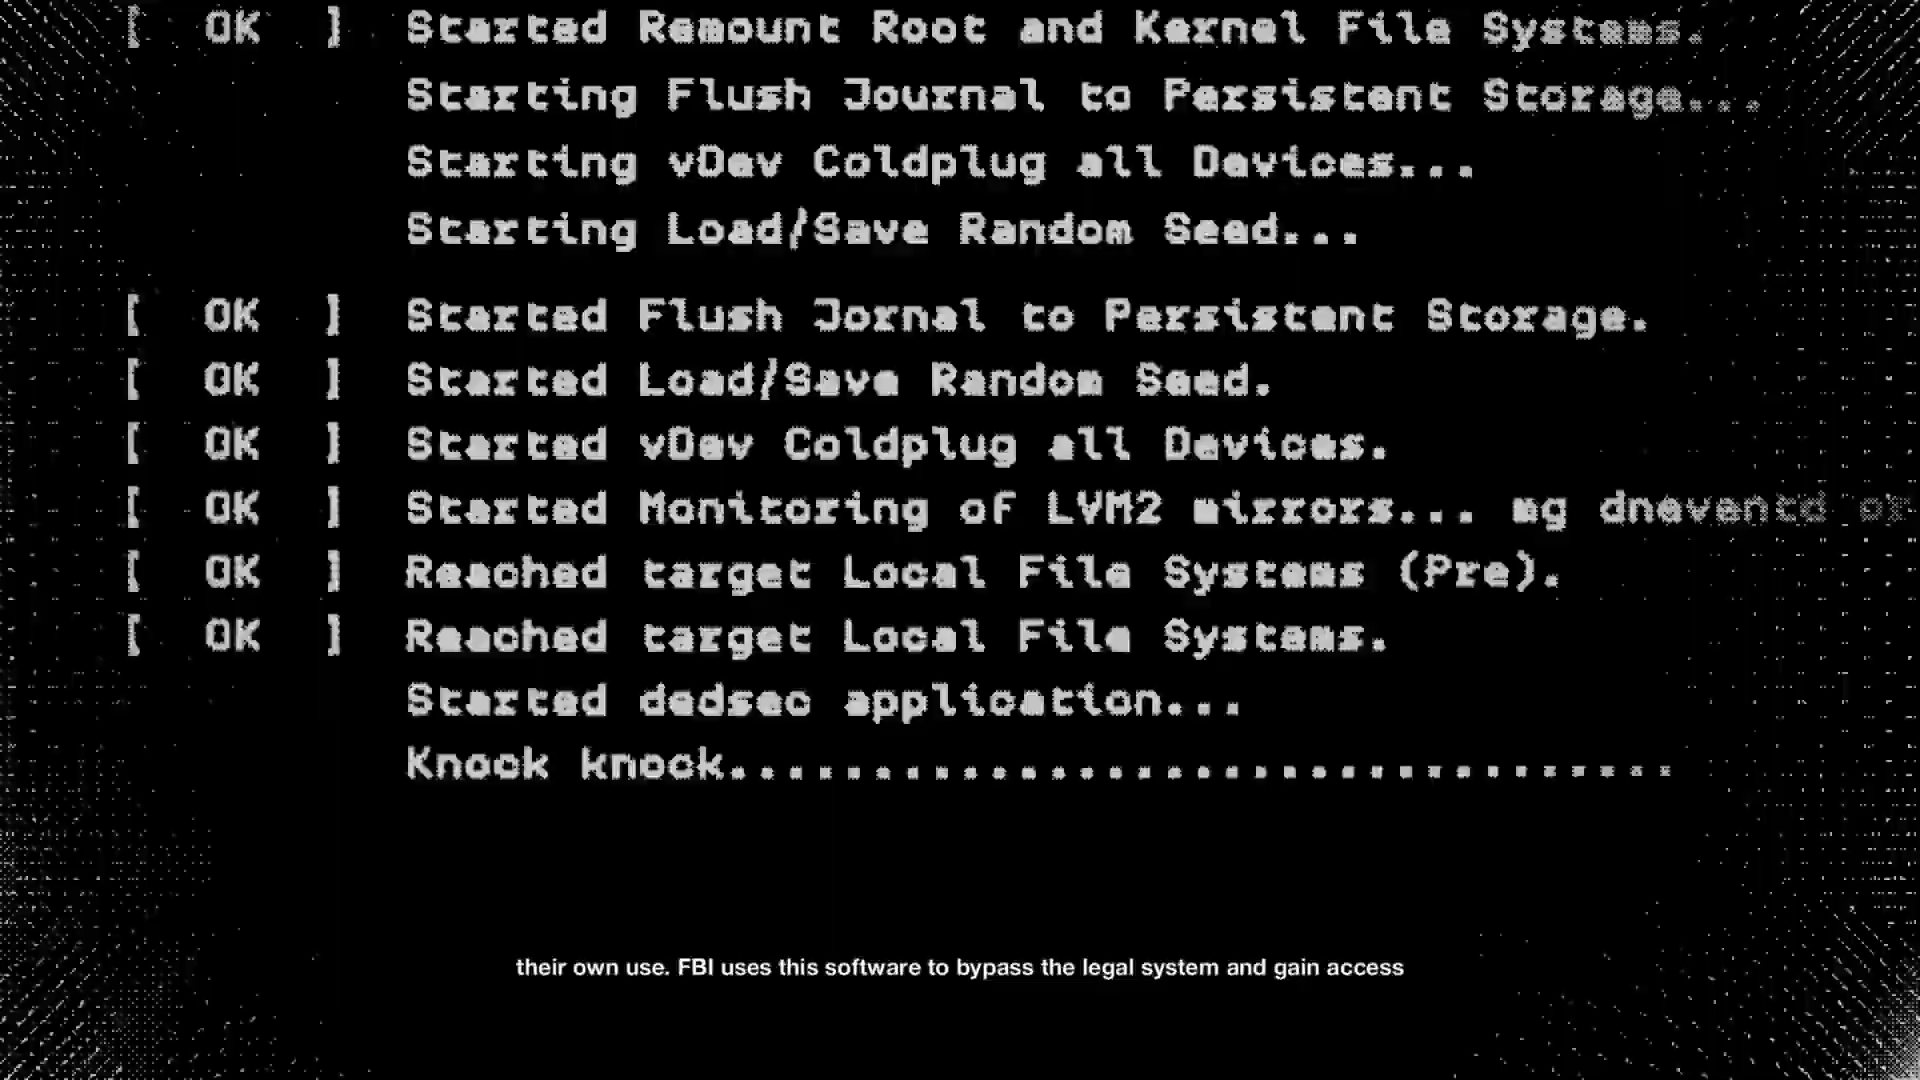 [ OK ] Started Remount Root and Kernel File Systems.
Starting Flush Journal to Persistent Storage...
Starting vDev Coldplug all Devices...
Starting Load/Save Random Seed...
[ OK ] Started Flush Jornal to Persistent Storage.
[ OK ] Started Load/Save Random Seed.
[ OK ] Started vDev Coldplug all Devices.
[ OK ] Started Monitoring of LVM2 mirrors... mg dneventd or
[ OK ] Reached target Local File Systems (Pre).
[ OK ] Reached target Local File Systems.
Started dedsec application...
Knock knock.................................
their own use. FBI uses this software to bypass the legal system and gain access